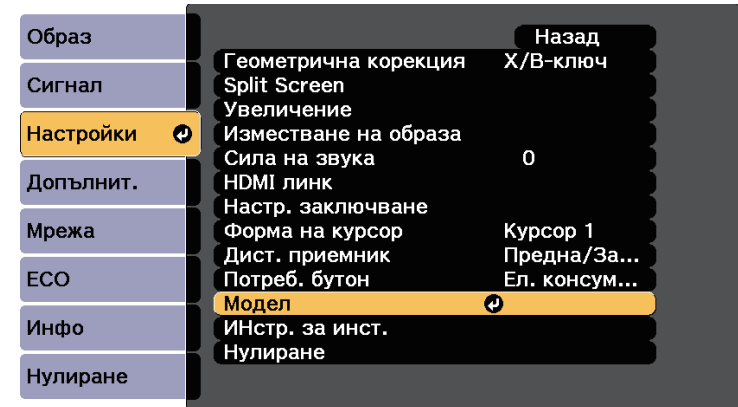 Образ
Сигнал
Настройки
Допълнит.
Мрежа
ECO
Инфо
Нулиране
Назад
Геометрична корекция X/В-ключ
Split Screen
Увеличение
Изместване на образа
Сила на звука 0
HDMI линк
Настр. заключване
Форма на курсор Курсор 1
Дист. приемник Предна/За...
Потреб. бутон Ел. консум...
Модел
ИНстр. за инст.
Нулиране